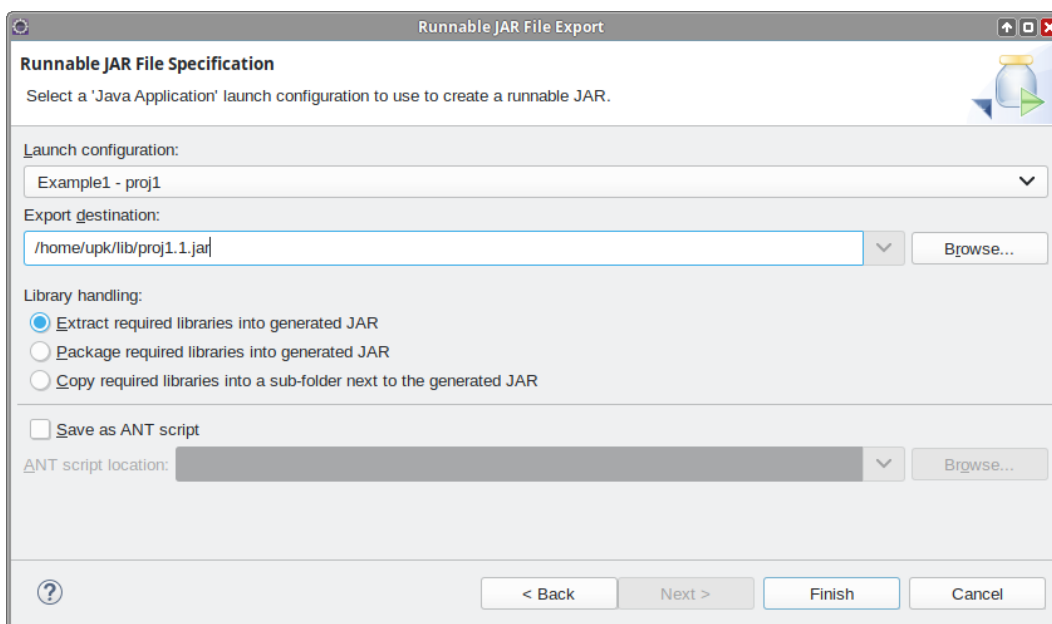 Runnable JAR File Export
Runnable JAR File Specification
Select a 'Java Application' launch configuration to use to create a runnable JAR.
Launch configuration:
Example1 - proj1
Export destination:
/home/upk/lib/proj1.1.jar
Browse...
Library handling:
Extract required libraries into generated JAR
Package required libraries into generated JAR
Copy required libraries into a sub-folder next to the generated JAR
Save as ANT script
ANT script location:
Browse...
?
< Back
Next >
Finish
Cancel